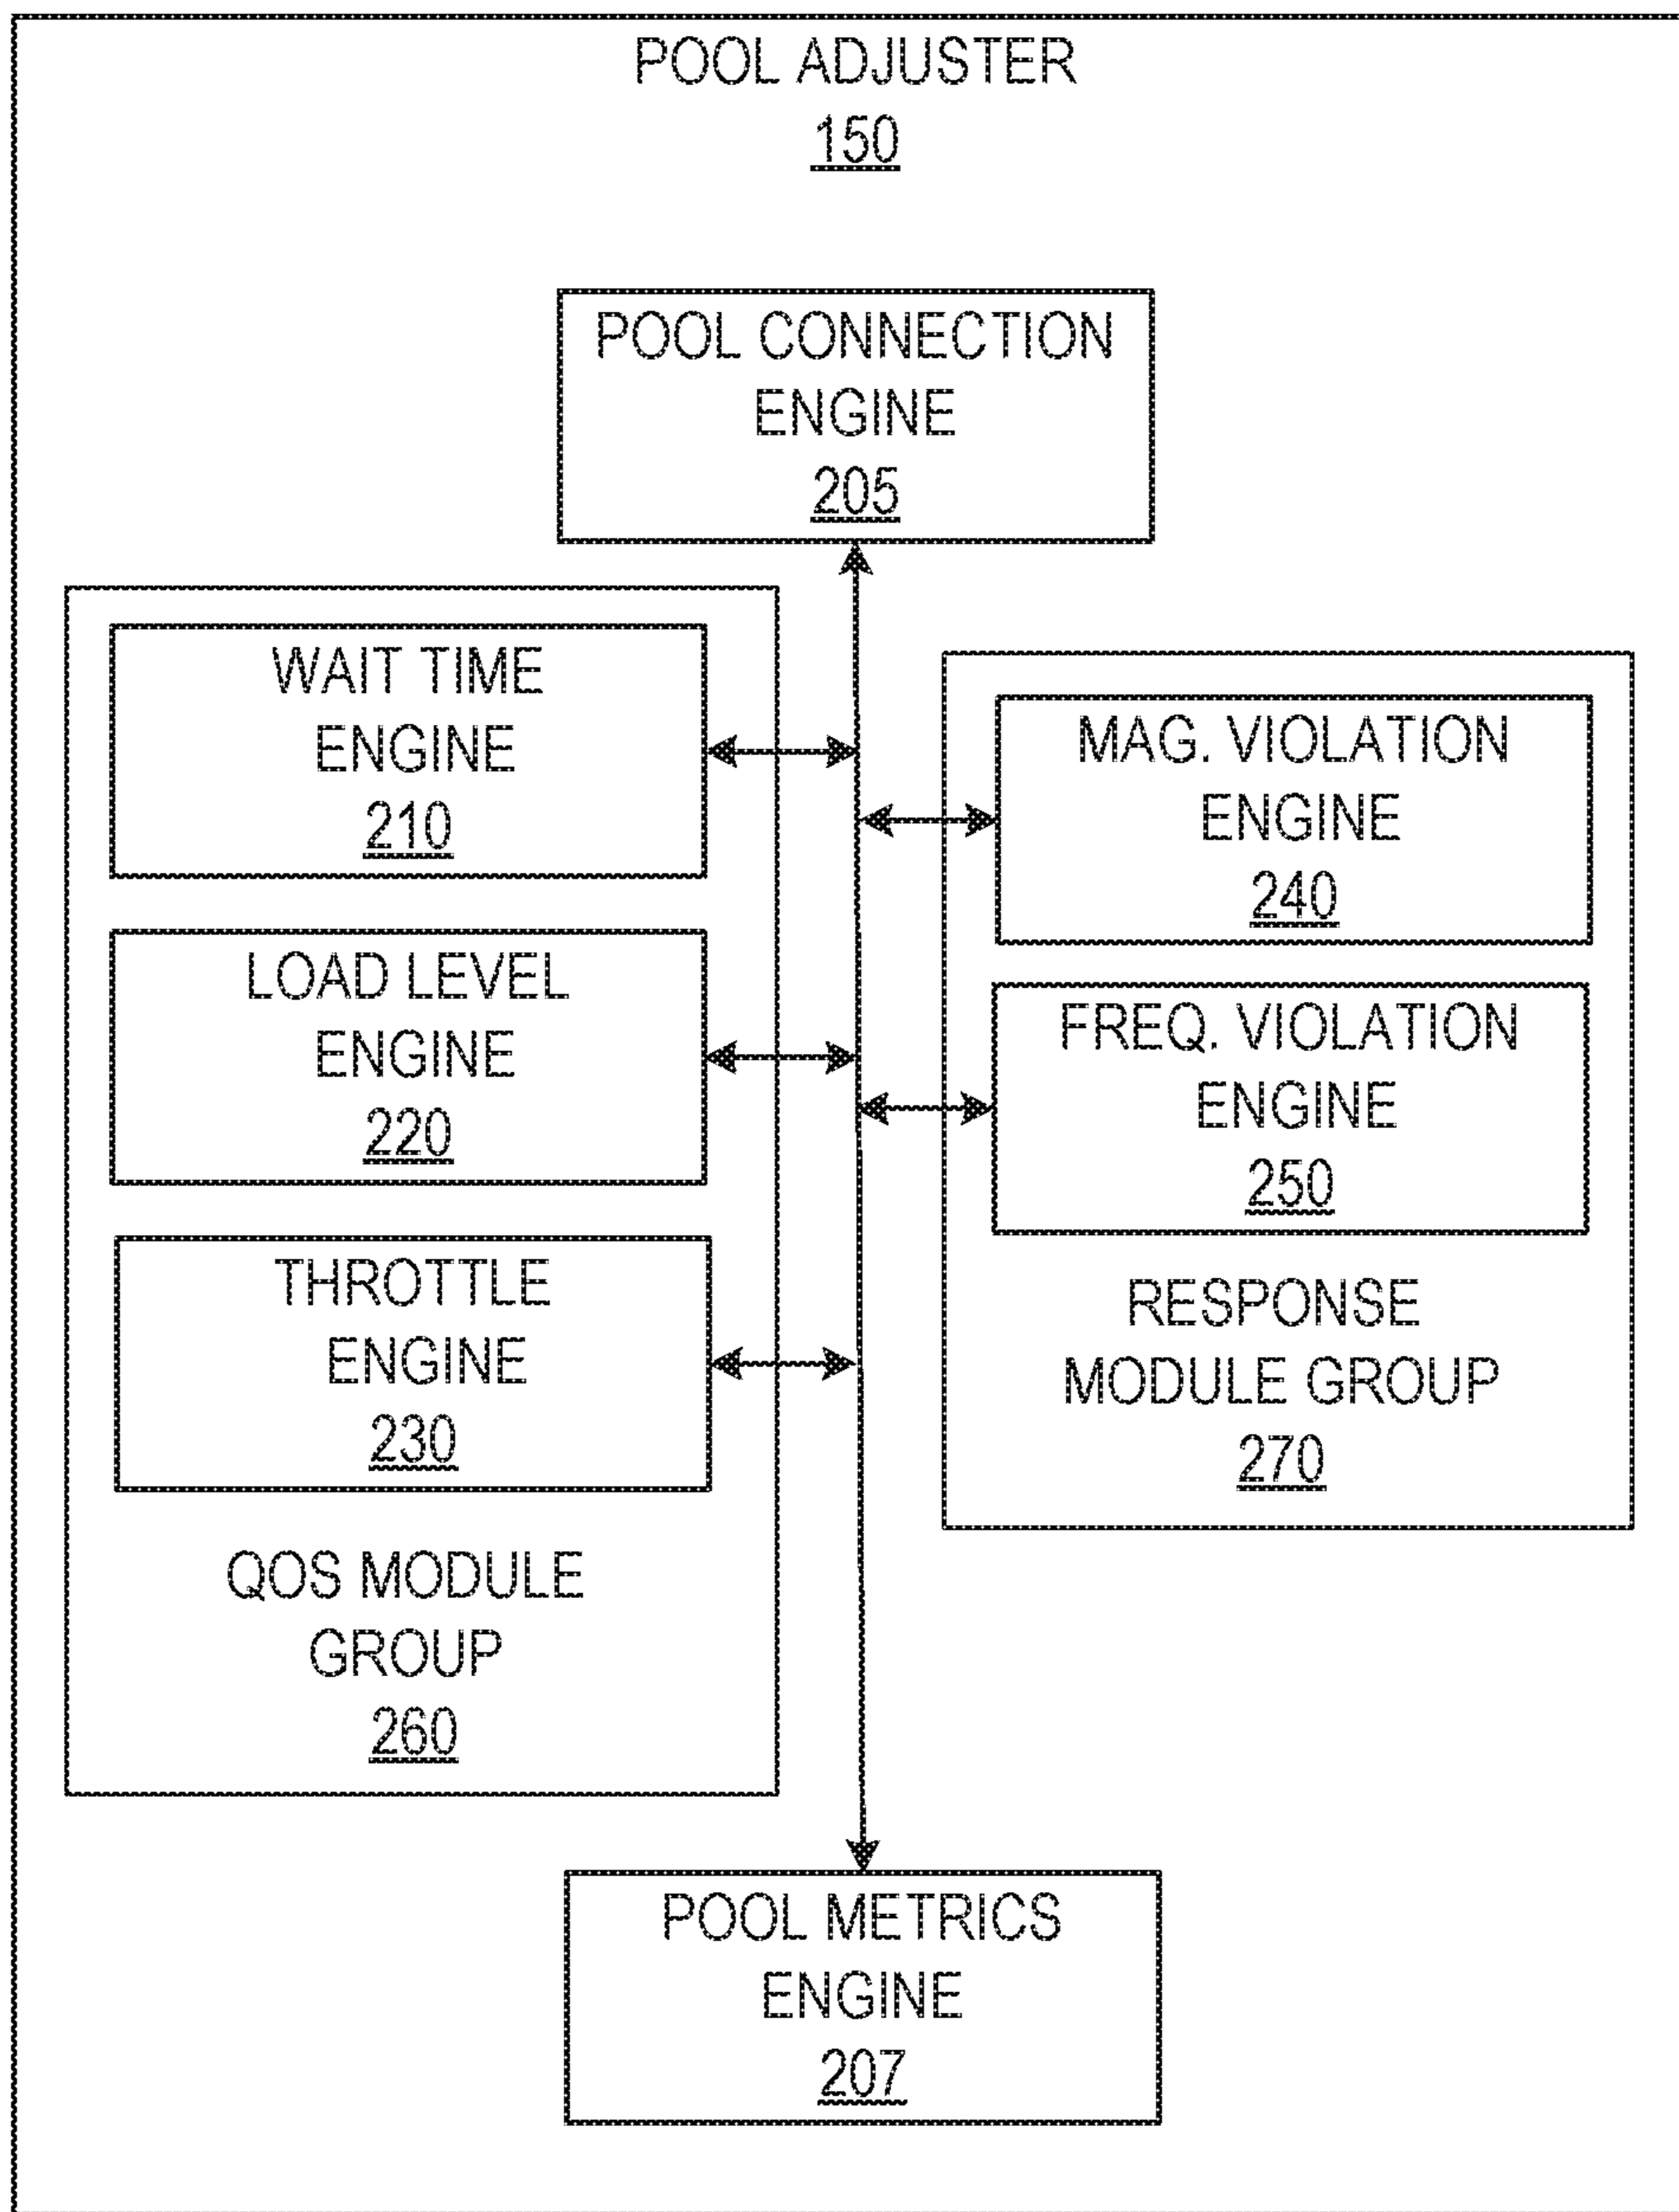 POOL ADJUSTER
150
POOL CONNECTION
ENGINE
205
WAIT TIME
ENGINE
210
LOAD LEVEL
ENGINE
220
THROTTLE
ENGINE
230
QOS MODULE
GROUP
260
MAG. VIOLATION
ENGINE
240
FREQ. VIOLATION
ENGINE
250
RESPONSE
MODULE GROUP
270
POOL METRICS
ENGINE
207